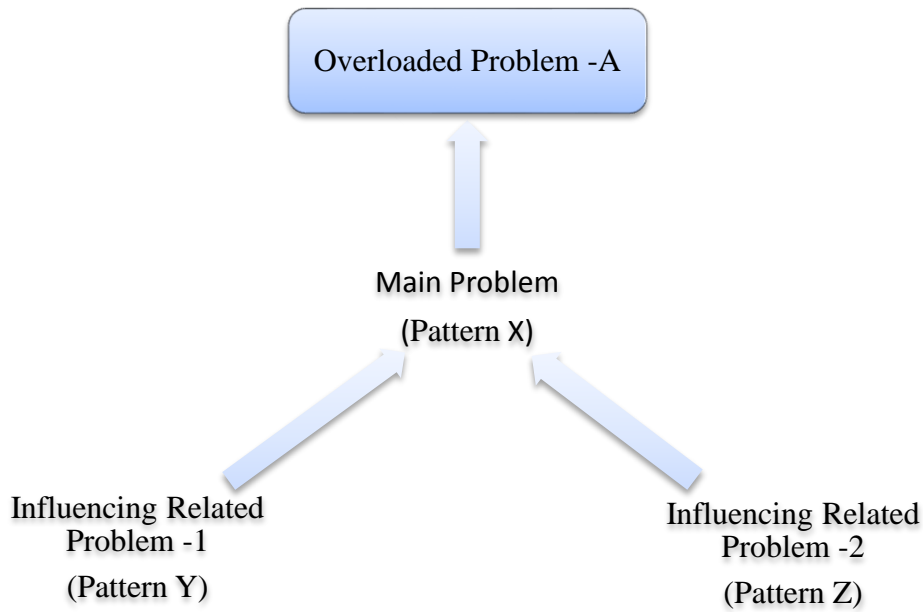 Overloaded Problem -A
Main Problem
(Pattern X)
Influencing Related
Problem -1
(Pattern Y)
Influencing Related
Problem -2
(Pattern Z)